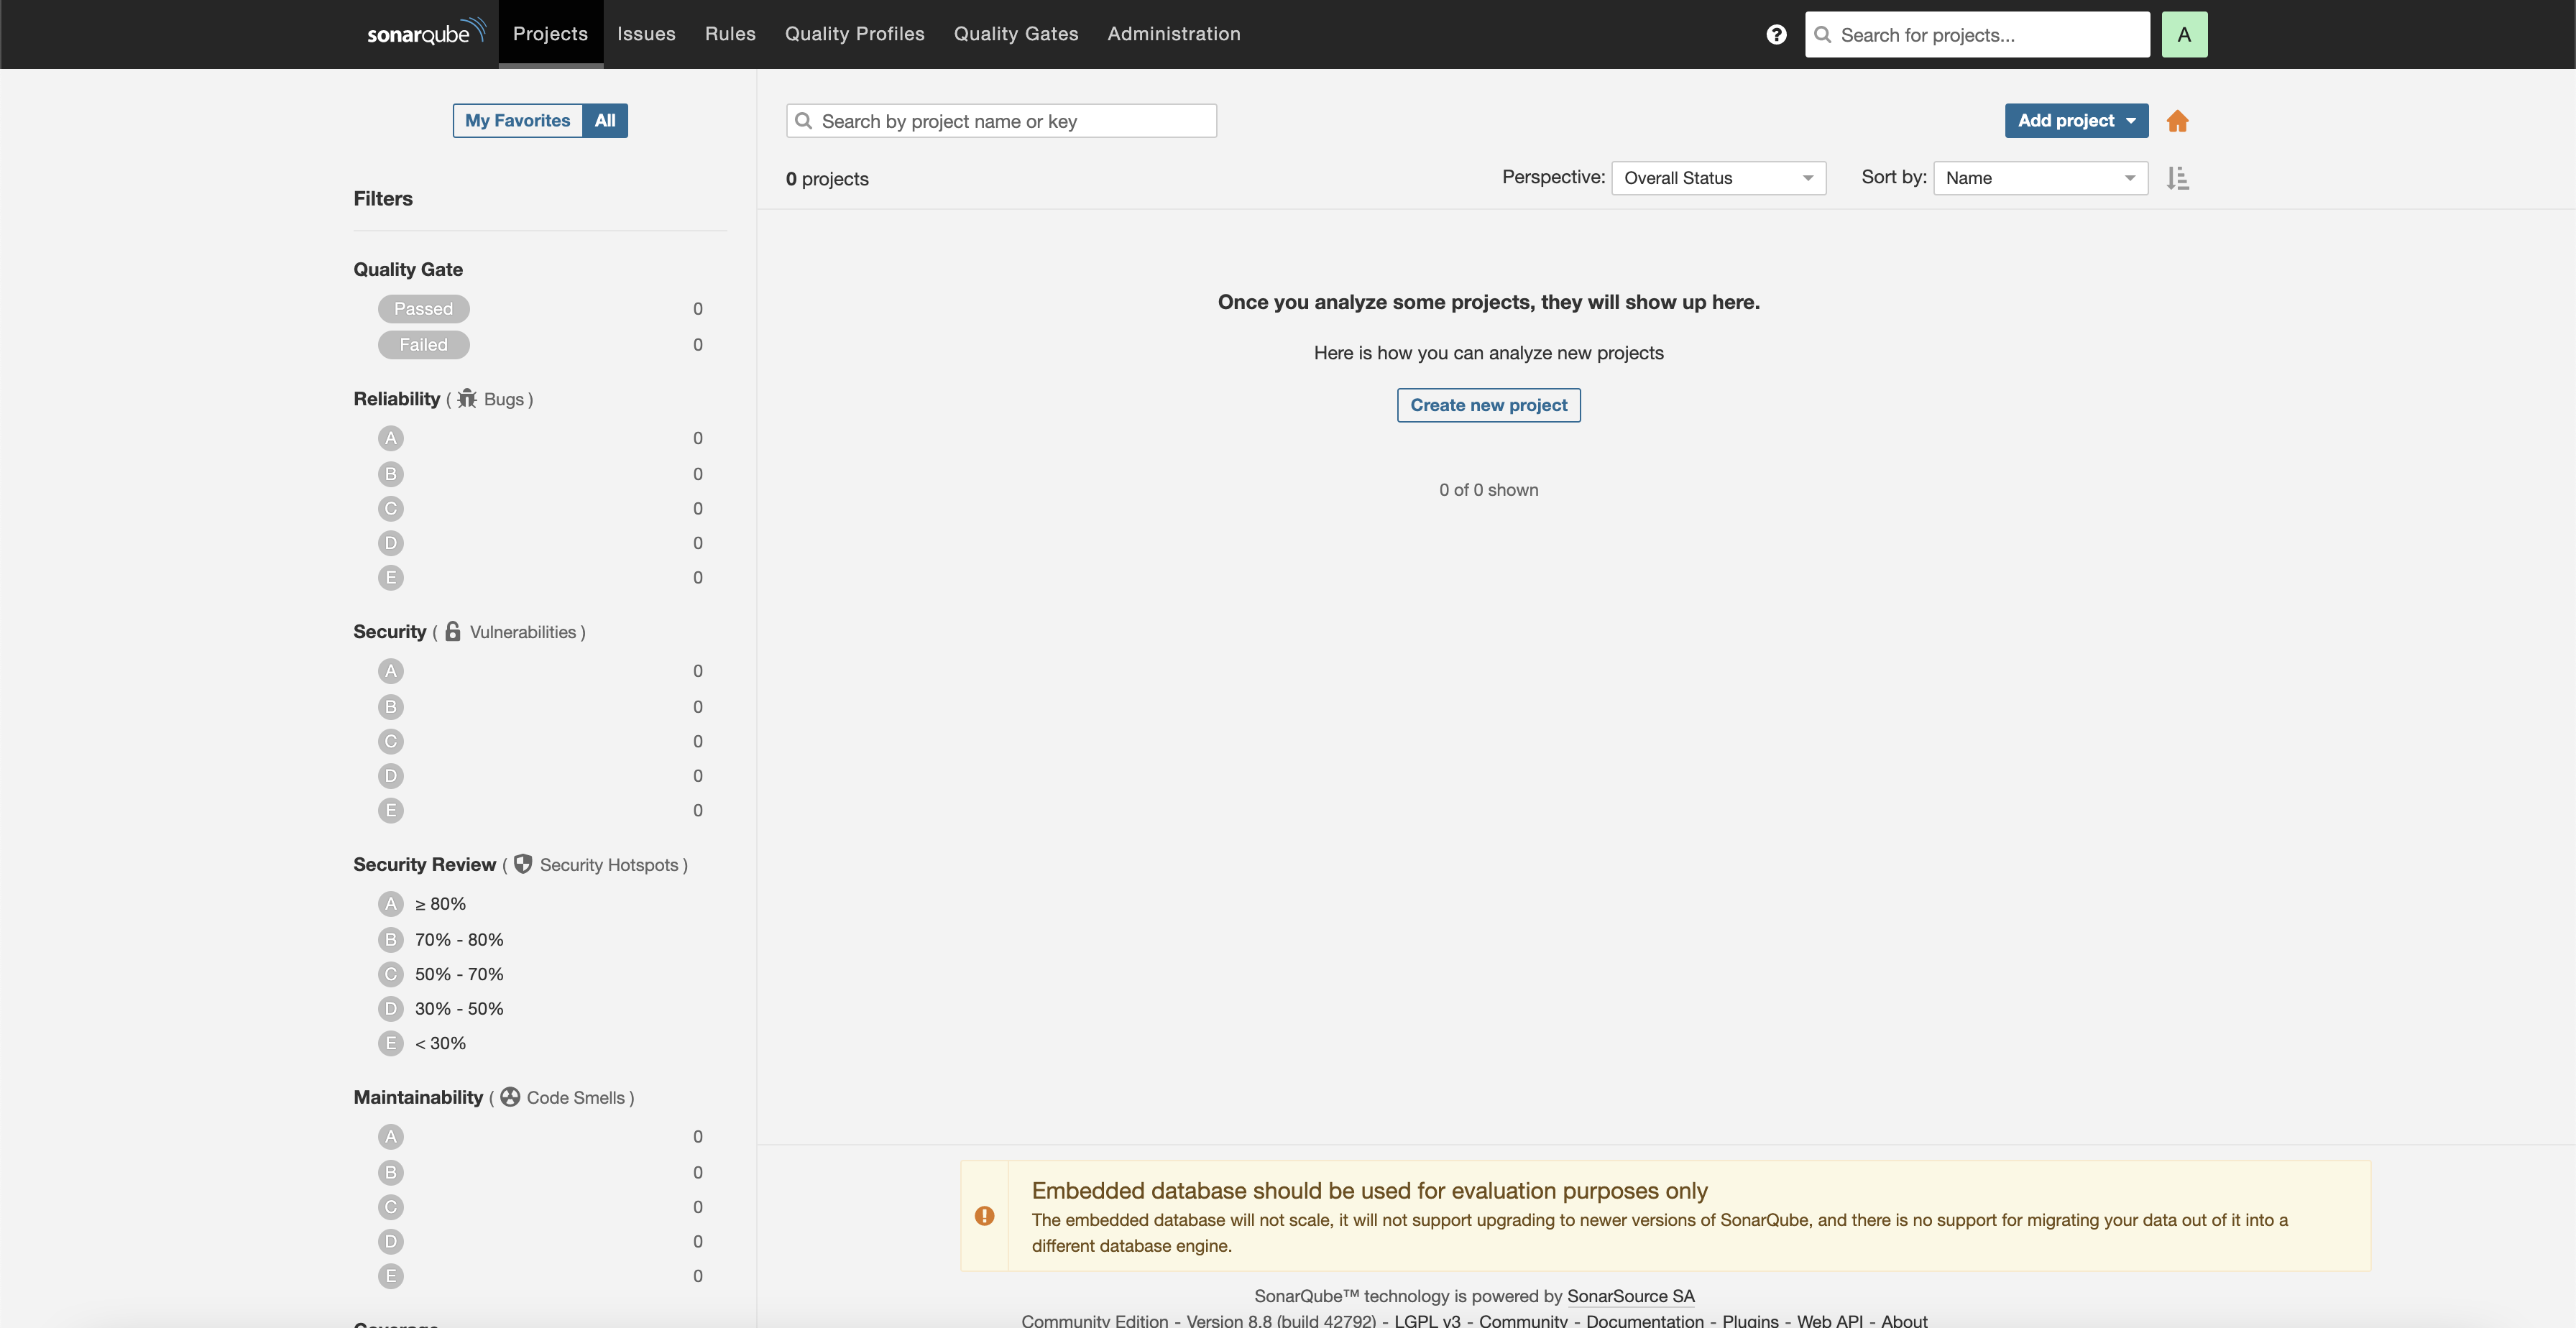 sonarqube Projects Issues Rules Quality Profiles Quality Gates Administration ? Search for projects... A
My Favorites All
Filters
Quality Gate
Passed 0
Failed 0
Reliability ( Bugs )
A 0
B 0
C 0
D 0
E 0
Security ( Vulnerabilities )
A 0
B 0
C 0
D 0
E 0
Security Review ( Security Hotspots )
A ≥ 80%
B 70% - 80%
C 50% - 70%
D 30% - 50%
E < 30%
Maintainability ( Code Smells )
A 0
B 0
C 0
D 0
E 0
Search by project name or key Add project
0 projects Perspective: Overall Status Sort by: Name
Once you analyze some projects, they will show up here.
Here is how you can analyze new projects
Create new project
0 of 0 shown
Embedded database should be used for evaluation purposes only
The embedded database will not scale, it will not support upgrading to newer versions of SonarQube, and there is no support for migrating your data out of it into a
different database engine.
SonarQube™ technology is powered by SonarSource SA
Community Edition - Version 8.8 (build 42792) - LGPL v3 - Community - Documentation - Plugins - Web API - About